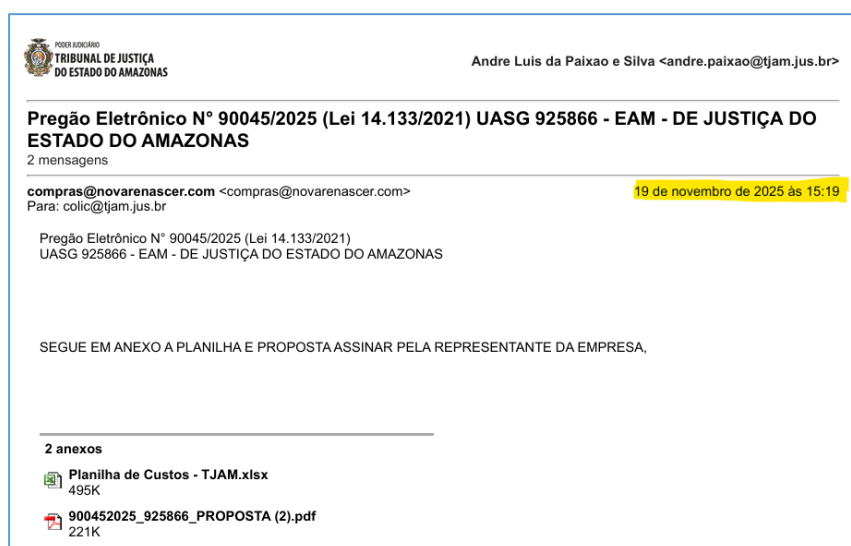 PODER JUDICIÁRIO
TRIBUNAL DE JUSTIÇA
DO ESTADO DO AMAZONAS
Andre Luis da Paixao e Silva <andre.paixao@tjam.jus.br>
Pregão Eletrônico N° 90045/2025 (Lei 14.133/2021) UASG 925866 - EAM - DE JUSTIÇA DO
ESTADO DO AMAZONAS
2 mensagens
compras@novarenascer.com <compras@novarenascer.com>
19 de novembro de 2025 às 15:19
Para: colic@tjam.jus.br
Pregão Eletrônico N° 90045/2025 (Lei 14.133/2021)
UASG 925866 - EAM - DE JUSTIÇA DO ESTADO DO AMAZONAS
SEGUE EM ANEXO A PLANILHA E PROPOSTA ASSINAR PELA REPRESENTANTE DA EMPRESA,
2 anexos
Planilha de Custos - TJAM.xlsx
495K
900452025_925866_PROPOSTA (2).pdf
221K